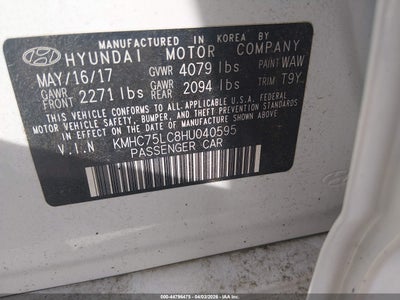 MANUFACTURED IN KOREA BY
HYUNDAI MOTOR COMPANY
MAY/16/17 GVWR 4079 lbs PAINT WAW
GAWR FRONT 2271 lbs GAWR REAR 2094 lbs TRIM T9Y
THIS VEHICLE CONFORMS TO ALL APPLICABLE U.S.A. FEDERAL
MOTOR VEHICLE SAFETY, BUMPER, AND THEFT PREVENTION STANDARDS
IN EFFECT ON THE DATE OF MANUFACTURE SHOWN ABOVE.
V.I.N KMHC75LC8HU040595
PASSENGER CAR
000-44796475 - 04/03/2026 - IAA